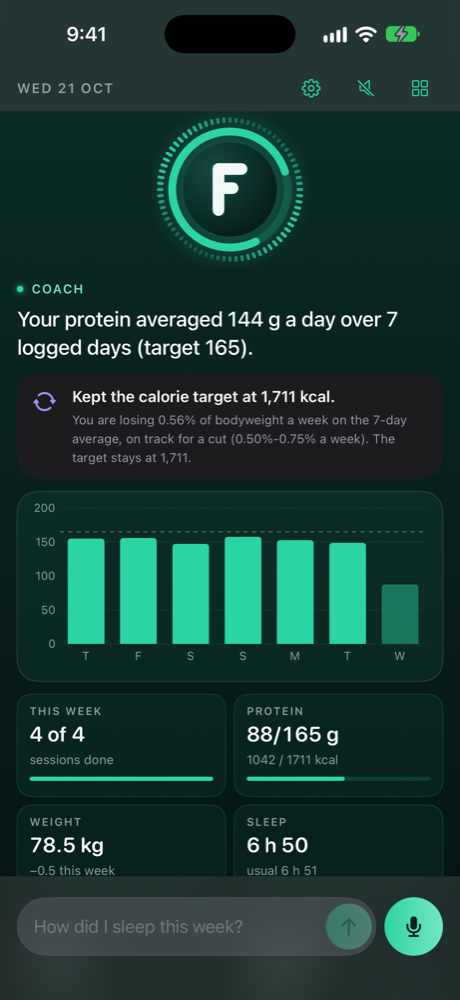 9:41
WED 21 OCT
F
COACH
Your protein averaged 144 g a day over 7
logged days (target 165).
Kept the calorie target at 1,711 kcal.
You are losing 0.56% of bodyweight a week on the 7-day
average, on track for a cut (0.50%-0.75% a week). The
target stays at 1,711.
200
150
100
50
0
T F S S M T W
THIS WEEK
4 of 4
sessions done
PROTEIN
88/165 g
1042 / 1711 kcal
WEIGHT
78.5 kg
−0.5 this week
SLEEP
6 h 50
usual 6 h 51
How did I sleep this week?